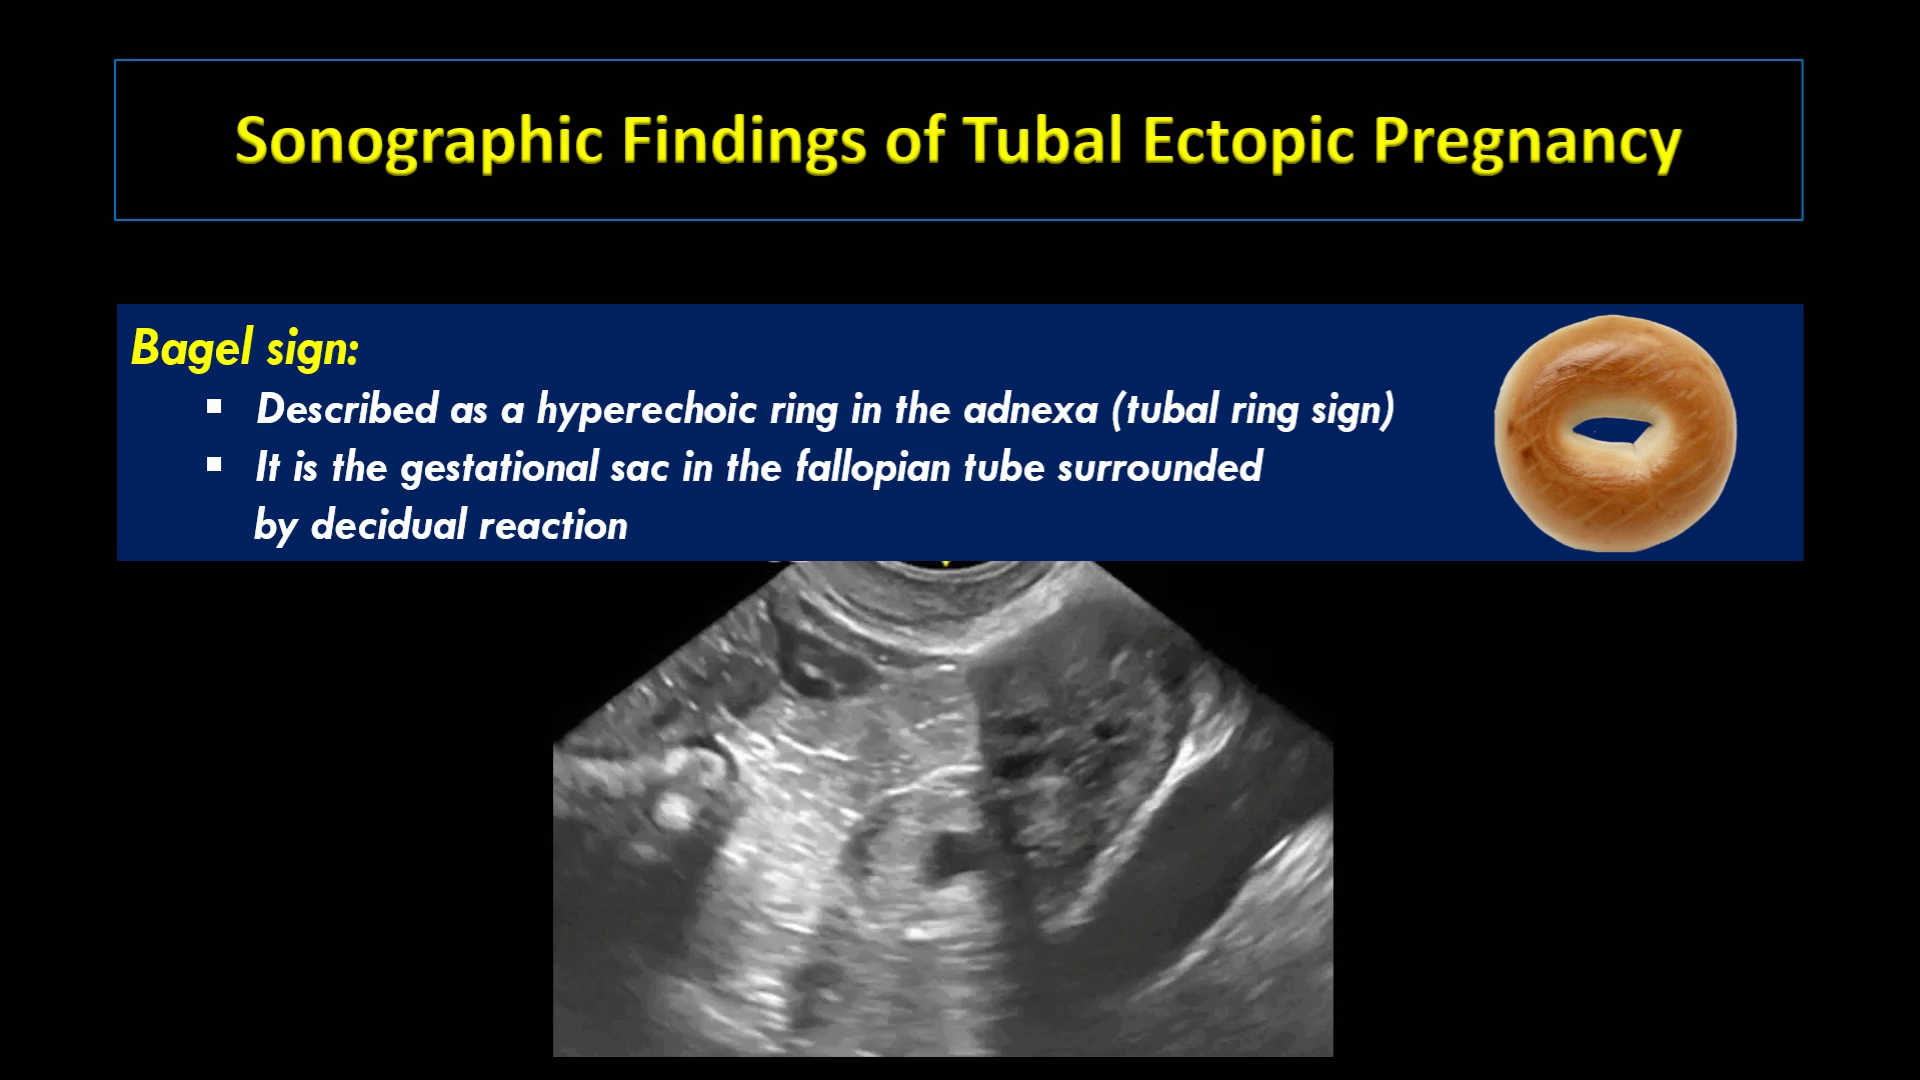 Sonographic Findings of Tubal Ectopic Pregnancy
Bagel sign:
▪ Described as a hyperechoic ring in the adnexa (tubal ring sign)
▪ It is the gestational sac in the fallopian tube surrounded
by decidual reaction